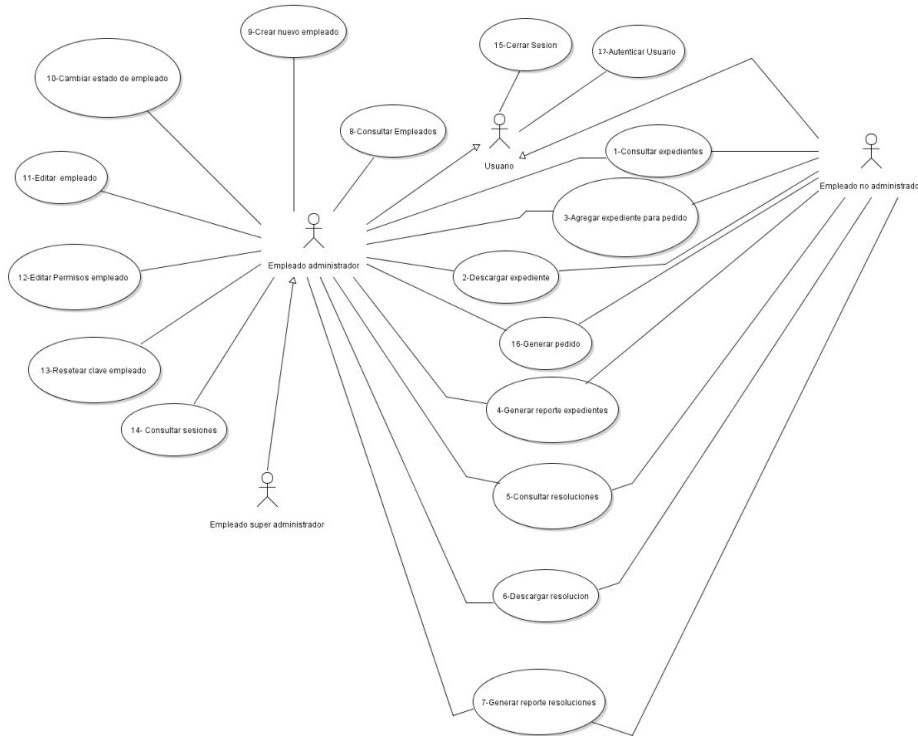 9-Crear nuevo empleado
15-Cerrar Sesion
17-Autenticar Usuario
10-Cambiar estado de empleado
8-Consultar Empleados
Usuario
1-Consultar expedientes
11-Editar empleado
Empleado no administrador
3-Agregar expediente para pedido
Empleado administrador
12-Editar Permisos empleado
2-Descargar expediente
16-Generar pedido
13-Resetear clave empleado
4-Generar reporte expedientes
14- Consultar sesiones
5-Consultar resoluciones
Empleado super administrador
6-Descargar resolucion
7-Generar reporte resoluciones